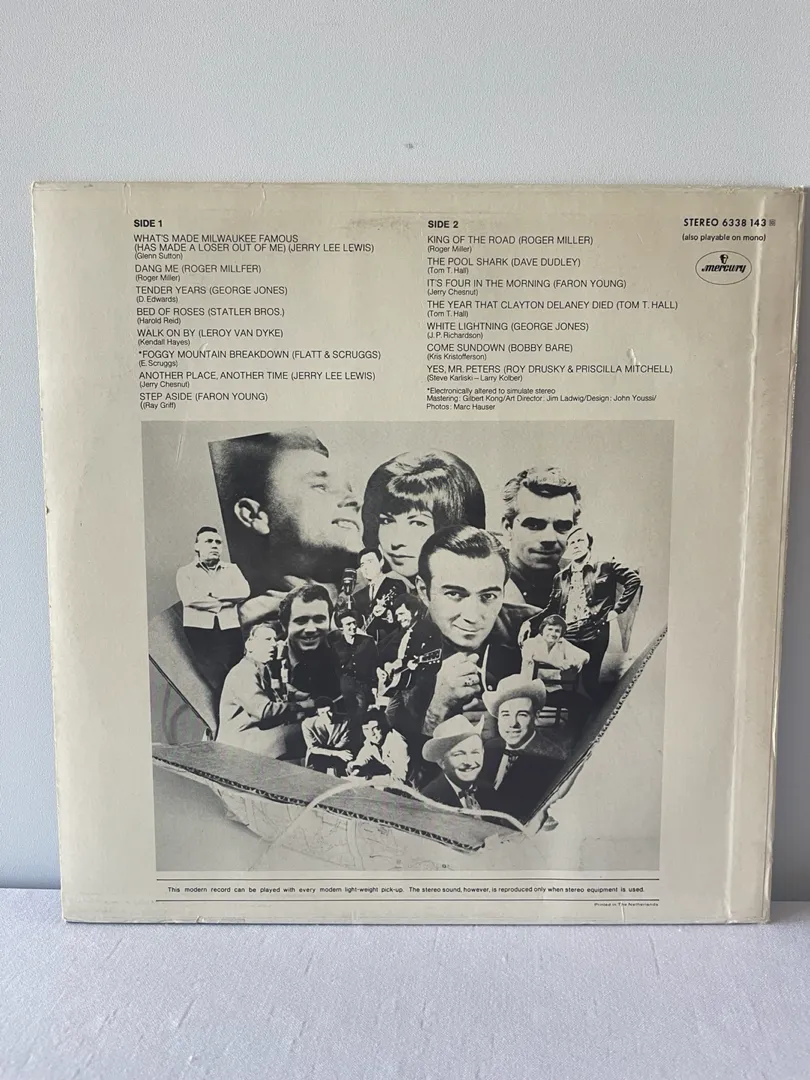 SIDE 1
WHAT'S MADE MILWAUKEE FAMOUS
(HAS MADE A LOSER OUT OF ME) (JERRY LEE LEWIS)
(Glenn Sutton)
DANG ME (ROGER MILLFER)
(Roger Miller)
TENDER YEARS (GEORGE JONES)
(D. Edwards)
BED OF ROSES (STATLER BROS.)
(Harold Reid)
WALK ON BY (LEROY VAN DYKE)
(Kendall Hayes)
*FOGGY MOUNTAIN BREAKDOWN (FLATT & SCRUGGS)
(E. Scruggs)
ANOTHER PLACE, ANOTHER TIME (JERRY LEE LEWIS)
(Jerry Chesnut)
STEP ASIDE (FARON YOUNG)
((Ray Griff)
SIDE 2
KING OF THE ROAD (ROGER MILLER)
(Roger Miller)
THE POOL SHARK (DAVE DUDLEY)
(Tom T. Hall)
IT'S FOUR IN THE MORNING (FARON YOUNG)
(Jerry Chesnut)
THE YEAR THAT CLAYTON DELANEY DIED (TOM T. HALL)
(Tom T. Hall)
WHITE LIGHTNING (GEORGE JONES)
(J. P. Richardson)
COME SUNDOWN (BOBBY BARE)
(Kris Kristofferson)
YES, MR. PETERS (ROY DRUSKY & PRISCILLA MITCHELL)
(Steve Karliski – Larry Kolber)
*Electronically altered to simulate stereo
Mastering: Gilbert Kong/Art Director: Jim Ladwig/Design: John Youssi/
Photos: Marc Hauser
STEREO 6338 143
(also playable on mono)
mercury
This modern record can be played with every modern light-weight pick-up. The stereo sound, however, is reproduced only when stereo equipment is used.
Printed in The Netherlands